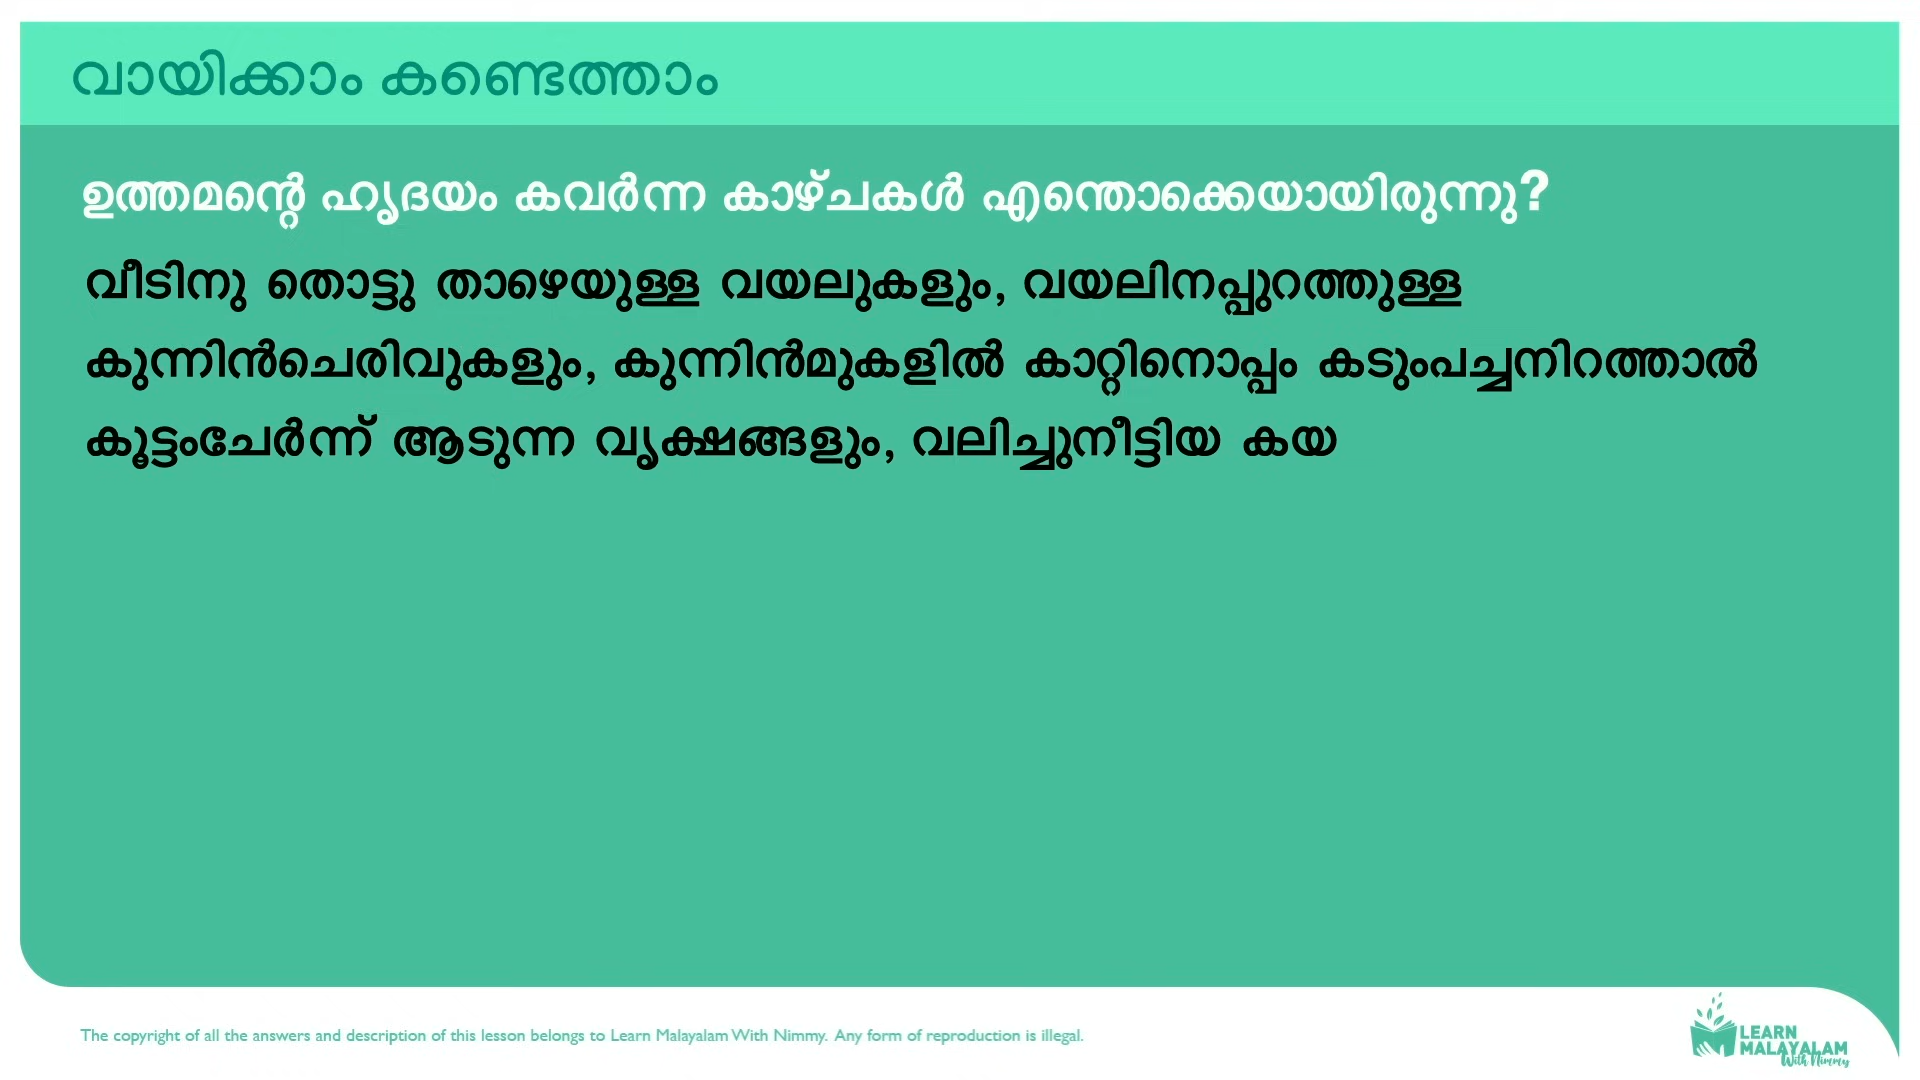 വായിക്കാം കണ്ടെത്താം
ഉത്തമന്റെ ഹൃദയം കവർന്ന കാഴ്ചകൾ എന്തൊക്കെയായിരുന്നു?
വീടിനു തൊട്ടു താഴെയുള്ള വയലുകളും, വയലിനപ്പുറത്തുള്ള
കുന്നിൻചെരിവുകളും, കുന്നിൻമുകളിൽ കാറ്റിനൊപ്പം കടുംപച്ചനിറത്താൽ
കൂട്ടംചേർന്ന് ആടുന്ന വൃക്ഷങ്ങളും, വലിച്ചുനീട്ടിയ കയ
The copyright of all the answers and description of this lesson belongs to Learn Malayalam With Nimmy. Any form of reproduction is illegal.
LEARN
MALAYALAM
With Nimmy